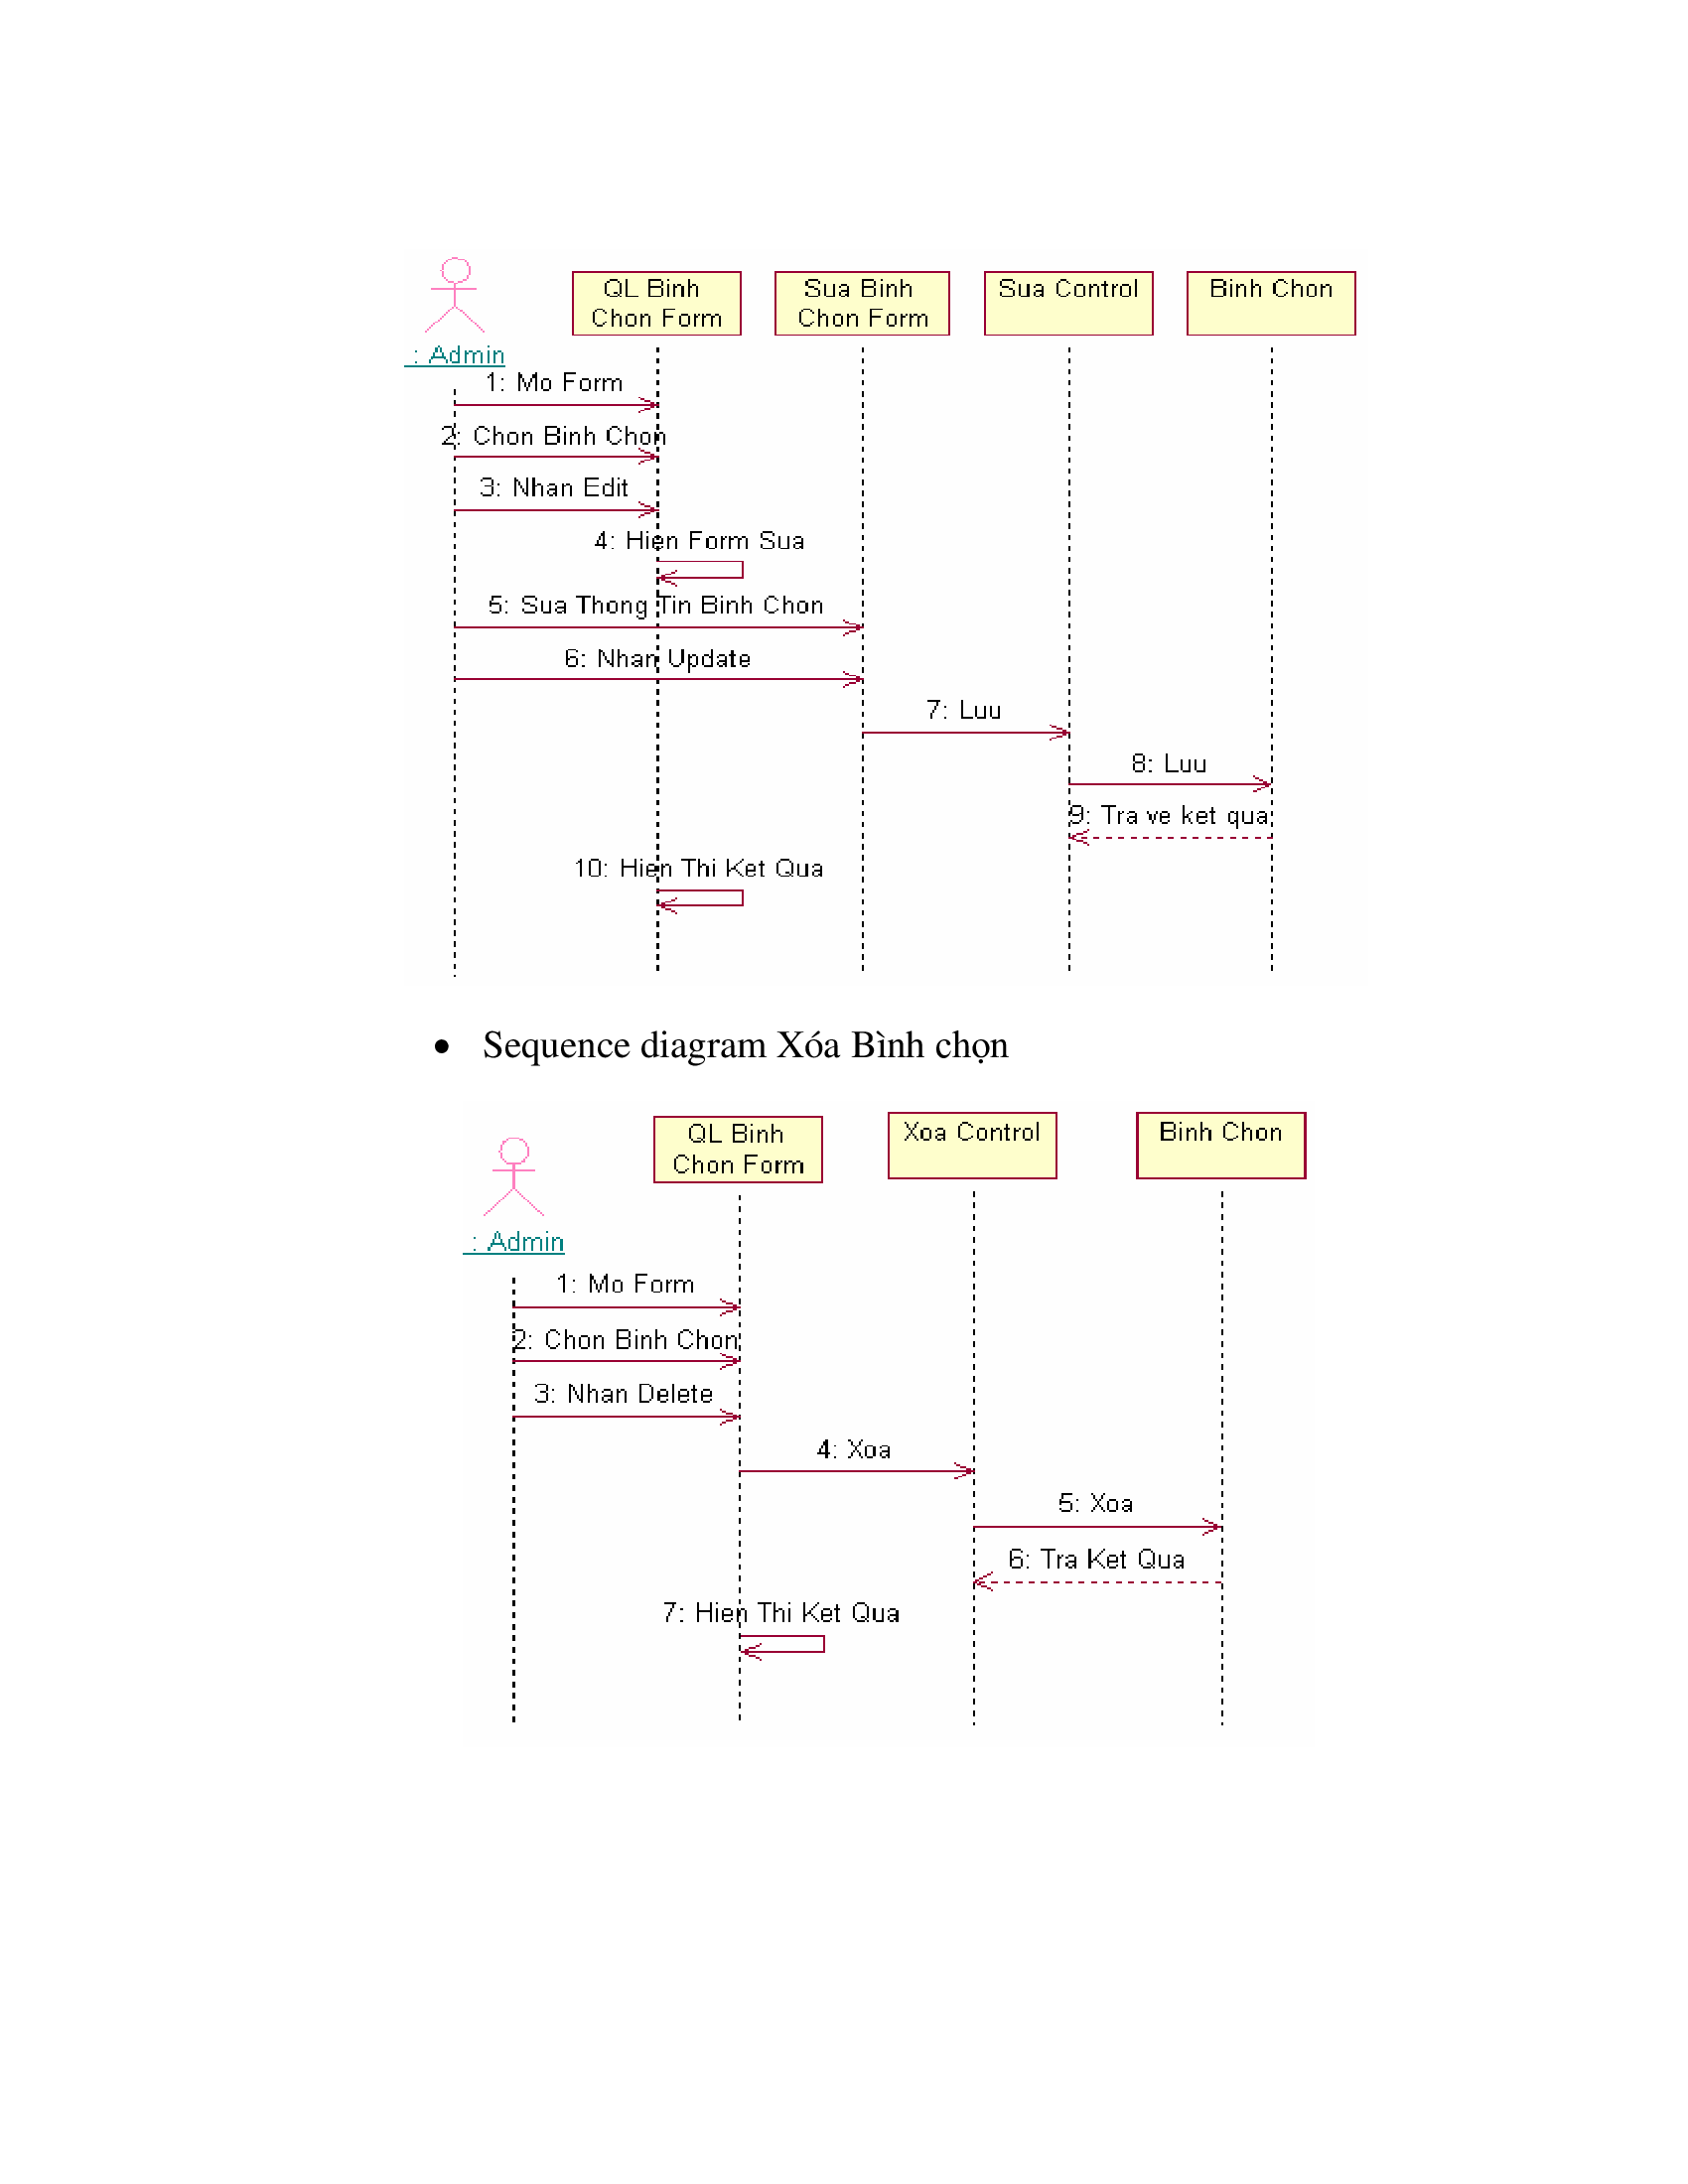 QL Binh
Chon Form
Sua Binh
Chon Form
Sua Control
Binh Chon
: Admin
1: Mo Form
2: Chon Binh Chon
3: Nhan Edit
4: Hien Form Sua
5: Sua Thong Tin Binh Chon
6: Nhan Update
7: Luu
8: Luu
9: Tra ve ket qua
10: Hien Thi Ket Qua
• Sequence diagram Xóa Bình chọn
QL Binh
Chon Form
Xoa Control
Binh Chon
: Admin
1: Mo Form
2: Chon Binh Chon
3: Nhan Delete
4: Xoa
5: Xoa
6: Tra Ket Qua
7: Hien Thi Ket Qua